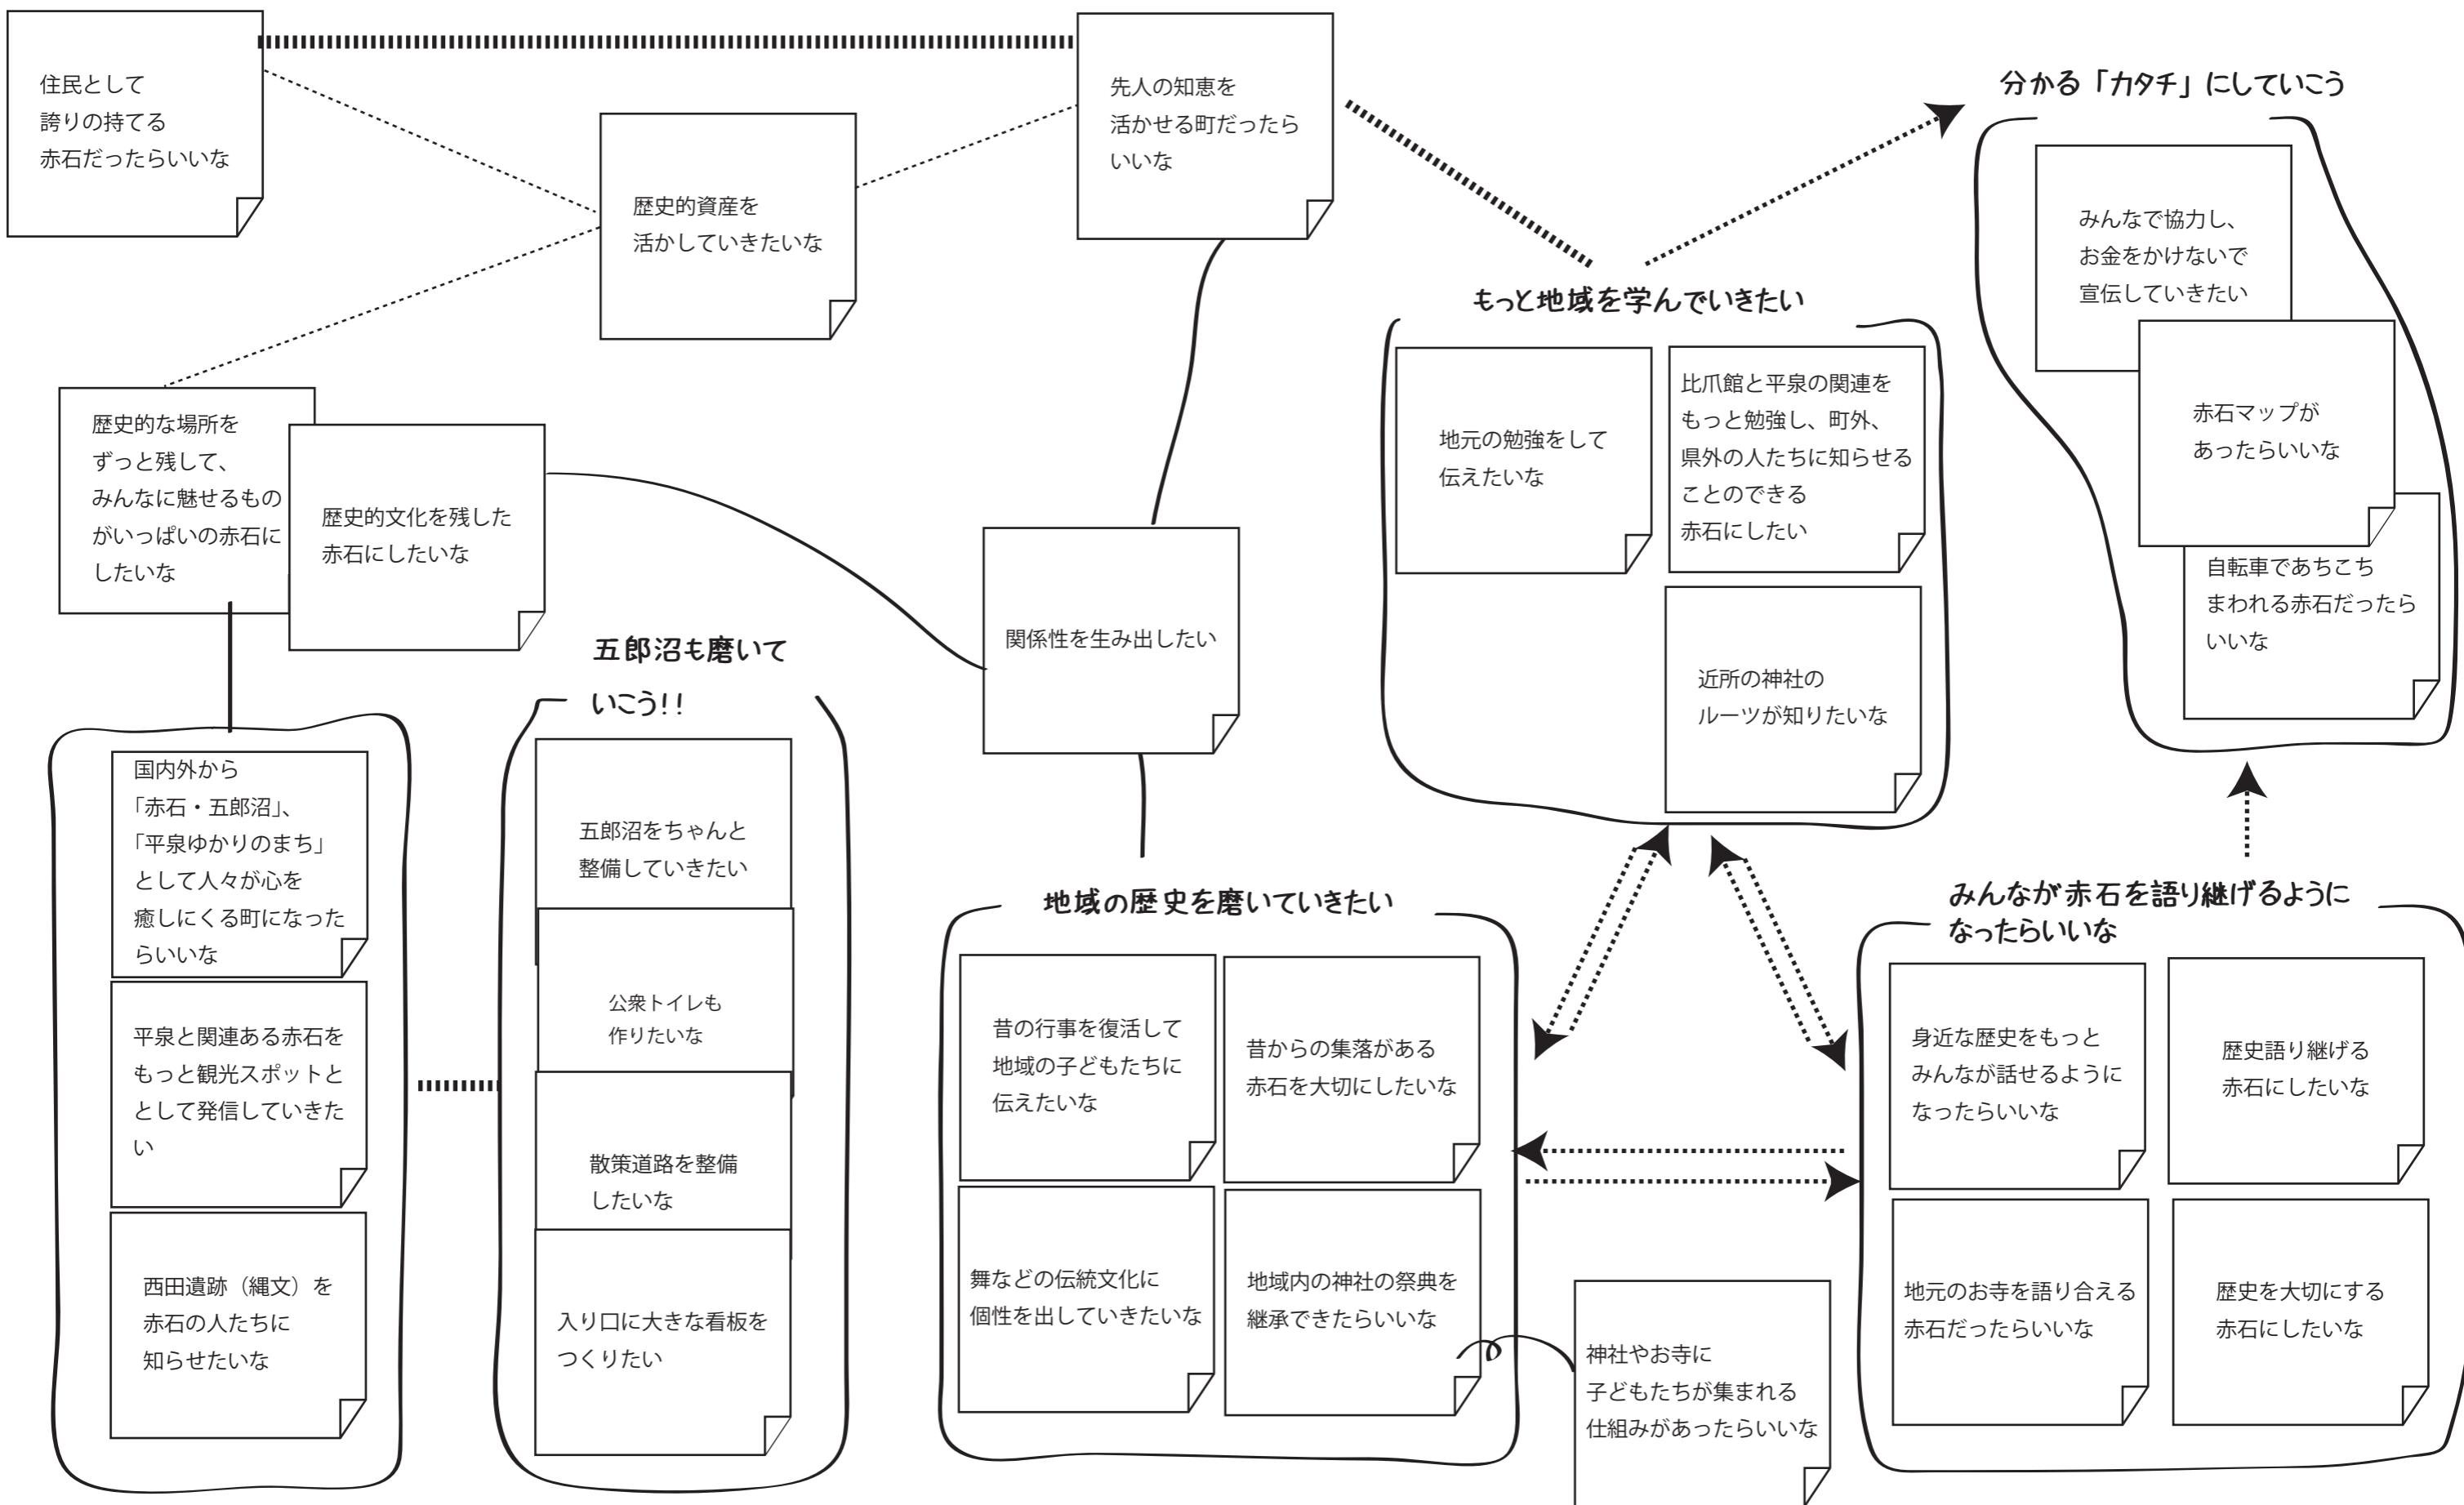 住民として
誇りの持てる
赤石だったらいいな
歴史的資産を
活かしていきたいな
先人の知恵を
活かせる町だったら
いいな
分かる「カタチ」にしていこう
みんなで協力し、
お金をかけないで
宣伝していきたい
赤石マップが
あったらいいな
自転車であちこち
まわれる赤石だったら
いいな
もっと地域を学んでいきたい
地元の勉強をして
伝えたいな
比爪館と平泉の関連を
もっと勉強し、町外、
県外の人たちに知らせる
ことのできる
赤石にしたい
近所の神社の
ルーツが知りたいな
歴史的な場所を
ずっと残して、
みんなに魅せるもの
がいっぱいの赤石に
したいな
歴史的文化を残した
赤石にしたいな
関係性を生み出したい
国内外から
「赤石・五郎沼」、
「平泉ゆかりのまち」
として人々が心を
癒しにくる町になった
らいいな
平泉と関連ある赤石を
もっと観光スポットと
として発信していきた
い
西田遺跡（縄文）を
赤石の人たちに
知らせたいな
五郎沼も磨いて
いこう!!
五郎沼をちゃんと
整備していきたい
公衆トイレも
作りたいな
散策道路を整備
したいな
入り口に大きな看板を
つくりたい
地域の歴史を磨いていきたい
昔の行事を復活して
地域の子どもたちに
伝えたいな
昔からの集落がある
赤石を大切にしたいな
舞などの伝統文化に
個性を出していきたいな
地域内の神社の祭典を
継承できたらいいな
神社やお寺に
子どもたちが集まれる
仕組みがあったらいいな
みんなが赤石を語り継げるように
なったらいいな
身近な歴史をもっと
みんなが話せるように
なったらいいな
歴史語り継げる
赤石にしたいな
地元のお寺を語り合える
赤石だったらいいな
歴史を大切にする
赤石にしたいな